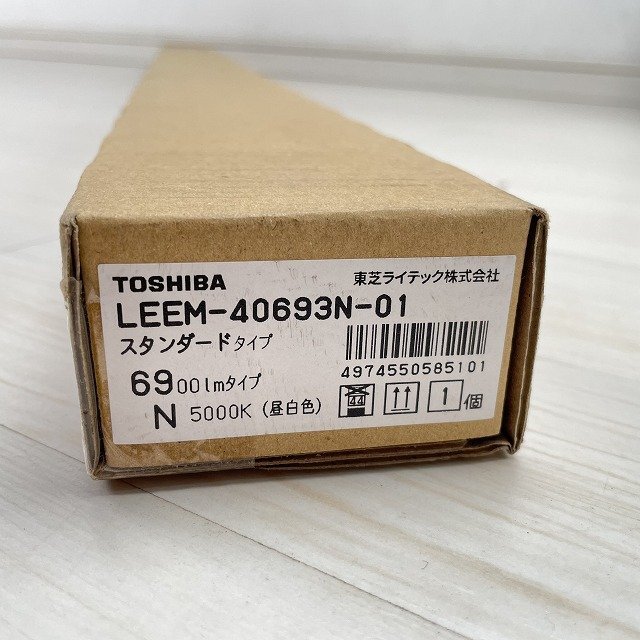 TOSHIBA 東芝ライテック株式会社
LEEM-40693N-01
スタンダードタイプ
4974550585101
6900lmタイプ
N 5000K (昼白色)
44 1個